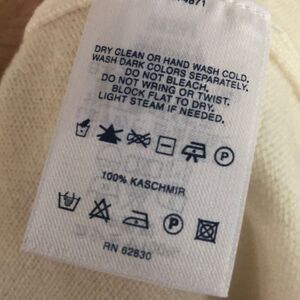 DRY CLEAN OR HAND WASH COLD.
WASH DARK COLORS SEPARATELY.
DO NOT BLEACH.
DO NOT WRING OR TWIST.
BLOCK FLAT TO DRY.
LIGHT STEAM IF NEEDED.
P
100% KASCHMIR
P
RN 82830